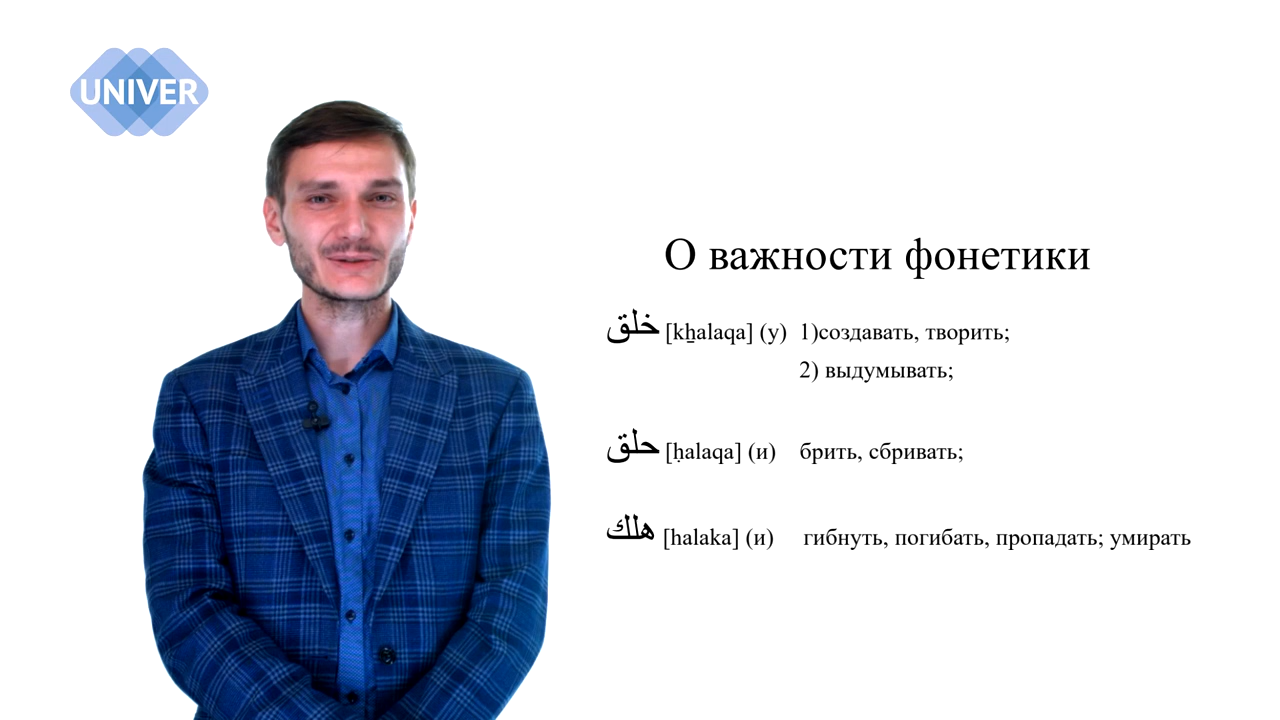 UNIVER
О важности фонетики
خلق [kẖalaqa] (у) 1)создавать, творить;
2) выдумывать;
حلق [ḥalaqa] (и) брить, сбривать;
هلك [halaka] (и) гибнуть, погибать, пропадать; умирать